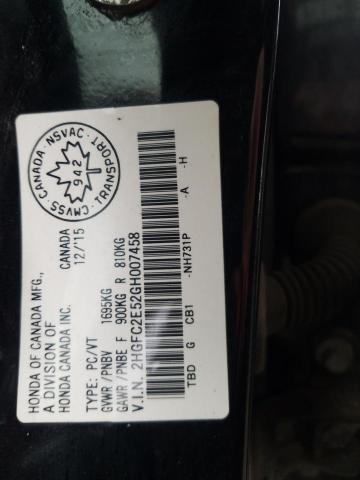 HONDA OF CANADA MFG.,
A DIVISION OF CANADA
HONDA CANADA INC. 12/15
TYPE: PC/VT
GVWR/PNBV 1695KG
GAWR/PNBE F 900KG R 810KG
V.I.N. 2HGFC2E52GH007458
TBD G CB1 -NH731P -A -H
CANADA · NSVAC · TRANSPORT · CMVSS ·
942